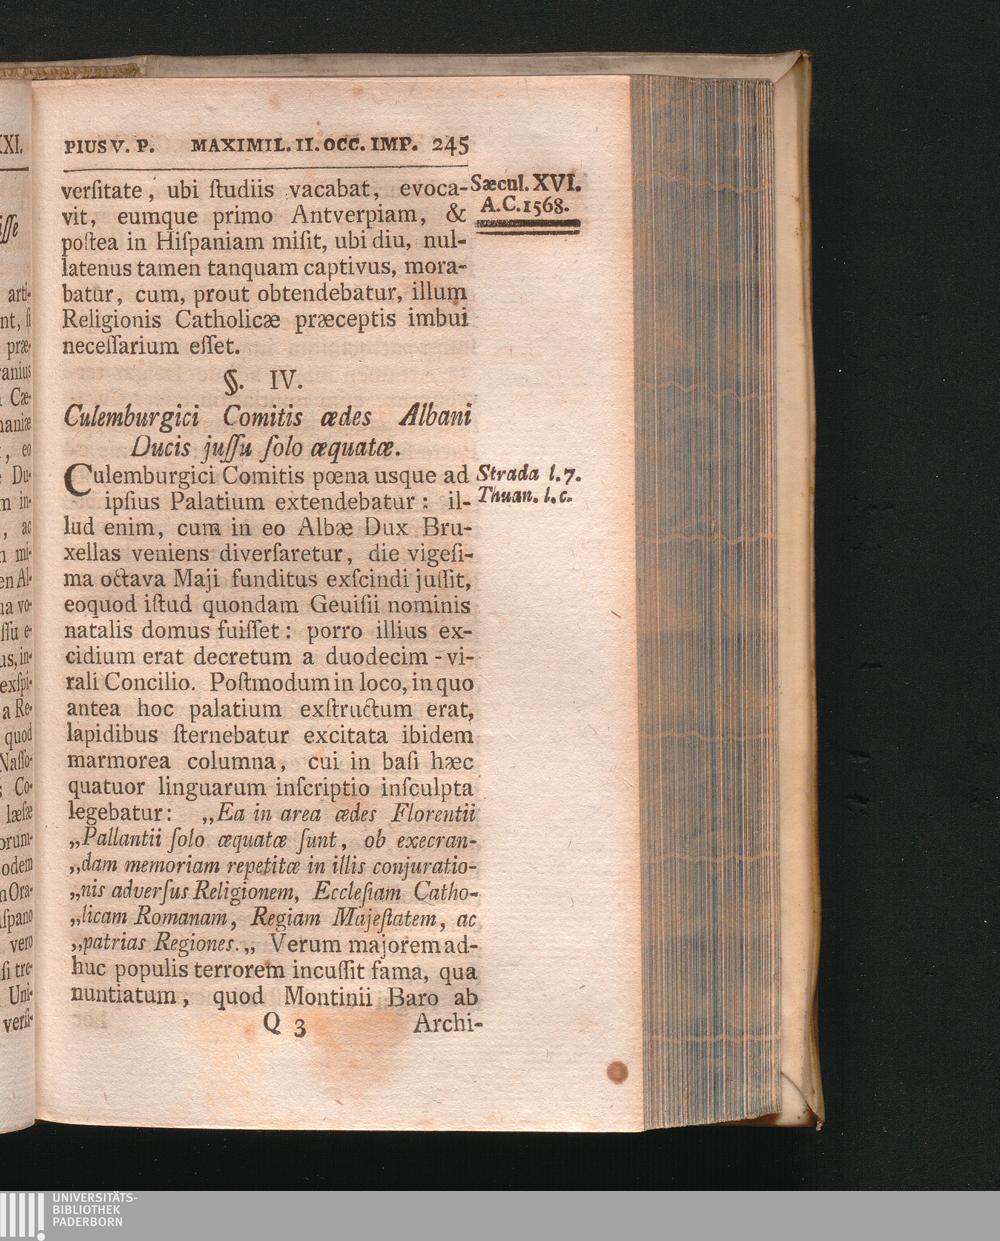 PIUS V. P. MAXIMIL. II. OCC. IMP. 245
verſitate, ubi ſtudiis vacabat, evoca-
Sæcul. XVI.
vit, eumque primo Antverpiam, &
A.C. 1568.
poſtea in Hiſpaniam miſit, ubi diu, nul-
latenus tamen tanquam captivus, mora-
batur, cum, prout obtendebatur, illum
Religionis Catholicæ præceptis imbui
neceſſarium eſſet.
§. IV.
Culemburgici Comitis ædes Albani
Ducis juſſu ſolo æquatæ.
Culemburgici Comitis pœna usque ad
Strada l. 7.
ipſius Palatium extendebatur: il-
Thuan. l. c.
lud enim, cum in eo Albæ Dux Bru-
xellas veniens diverſaretur, die vigeſi-
ma octava Maji funditus exſcindi juſſit,
eoquod iſtud quondam Geuiſii nominis
natalis domus fuiſſet: porro illius ex-
cidium erat decretum a duodecim-vi-
rali Concilio. Poſtmodum in loco, in quo
antea hoc palatium exſtructum erat,
lapidibus ſternebatur excitata ibidem
marmorea columna, cui in baſi hæc
quatuor linguarum inſcriptio inſculpta
legebatur: „Ea in area ædes Florentii
„Pallantii ſolo æquatæ ſunt, ob execran-
„dam memoriam repetitæ in illis conjuratio-
„nis adverſus Religionem, Eccleſiam Catho-
„licam Romanam, Regiam Majeſtatem, ac
„patrias Regiones.„ Verum majorem ad-
huc populis terrorem incuſſit fama, qua
nuntiatum, quod Montinii Baro ab
Q 3 Archi-
UNIVERSITÄTS-
BIBLIOTHEK
PADERBORN